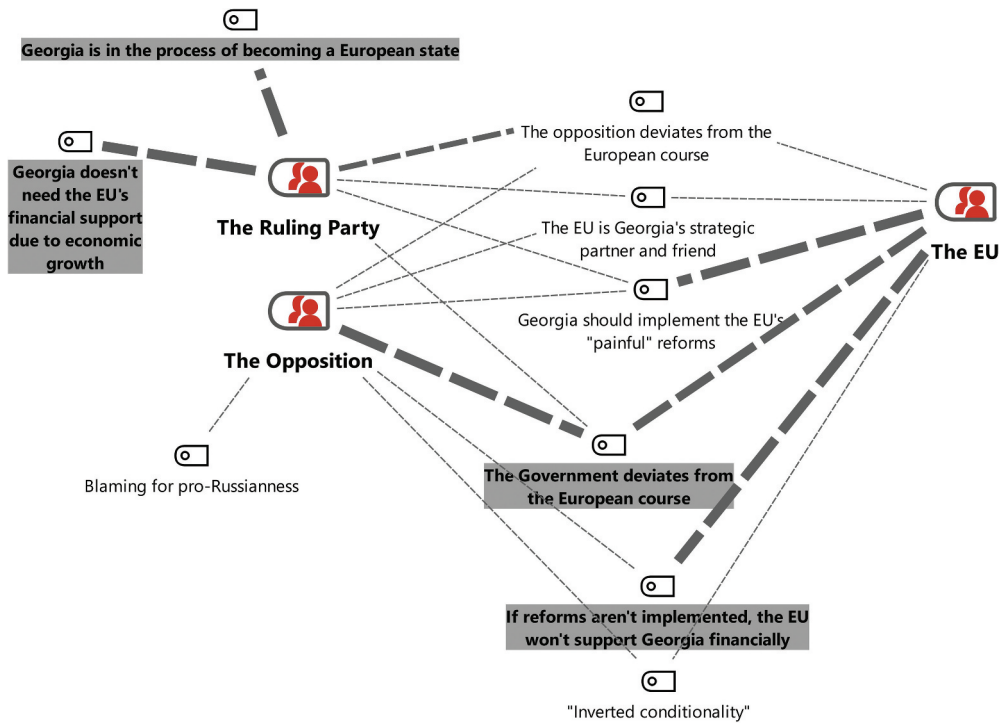 Georgia is in the process of becoming a European state
The opposition deviates from the
European course
Georgia doesn't
need the EU's
financial support
due to economic
growth
The Ruling Party
The EU is Georgia's strategic
partner and friend
The EU
Georgia should implement the EU's
"painful" reforms
The Opposition
Blaming for pro-Russianness
The Government deviates from
the European course
If reforms aren't implemented, the EU
won't support Georgia financially
"Inverted conditionality"